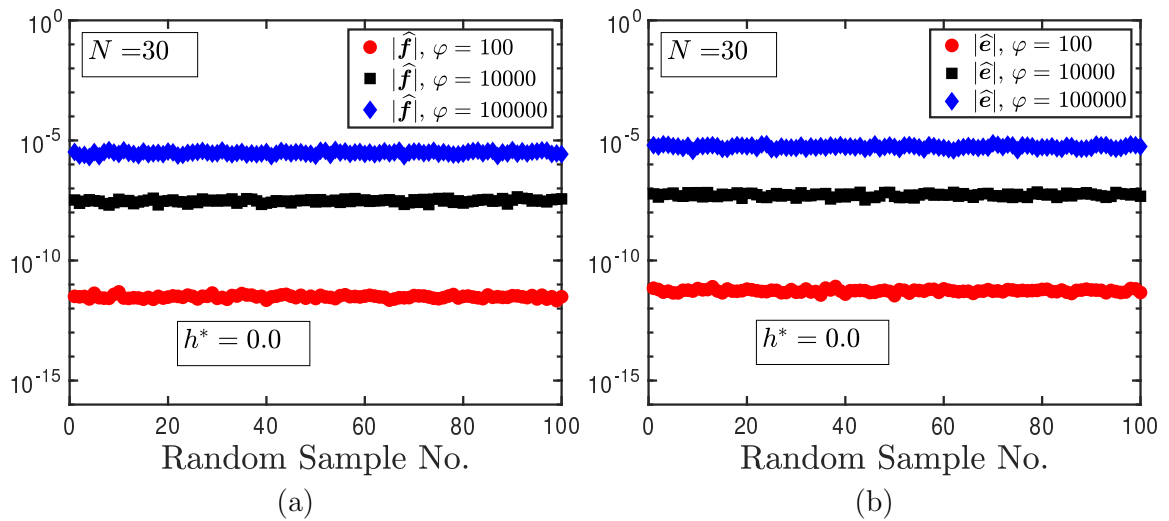 10^0
10^-5
10^-10
10^-15
N =30
|f̂|, φ = 100
|f̂|, φ = 10000
|f̂|, φ = 100000
h* = 0.0
0 20 40 60 80 100
Random Sample No.
(a)
10^0
10^-5
10^-10
10^-15
N =30
|ê|, φ = 100
|ê|, φ = 10000
|ê|, φ = 100000
h* = 0.0
0 20 40 60 80 100
Random Sample No.
(b)